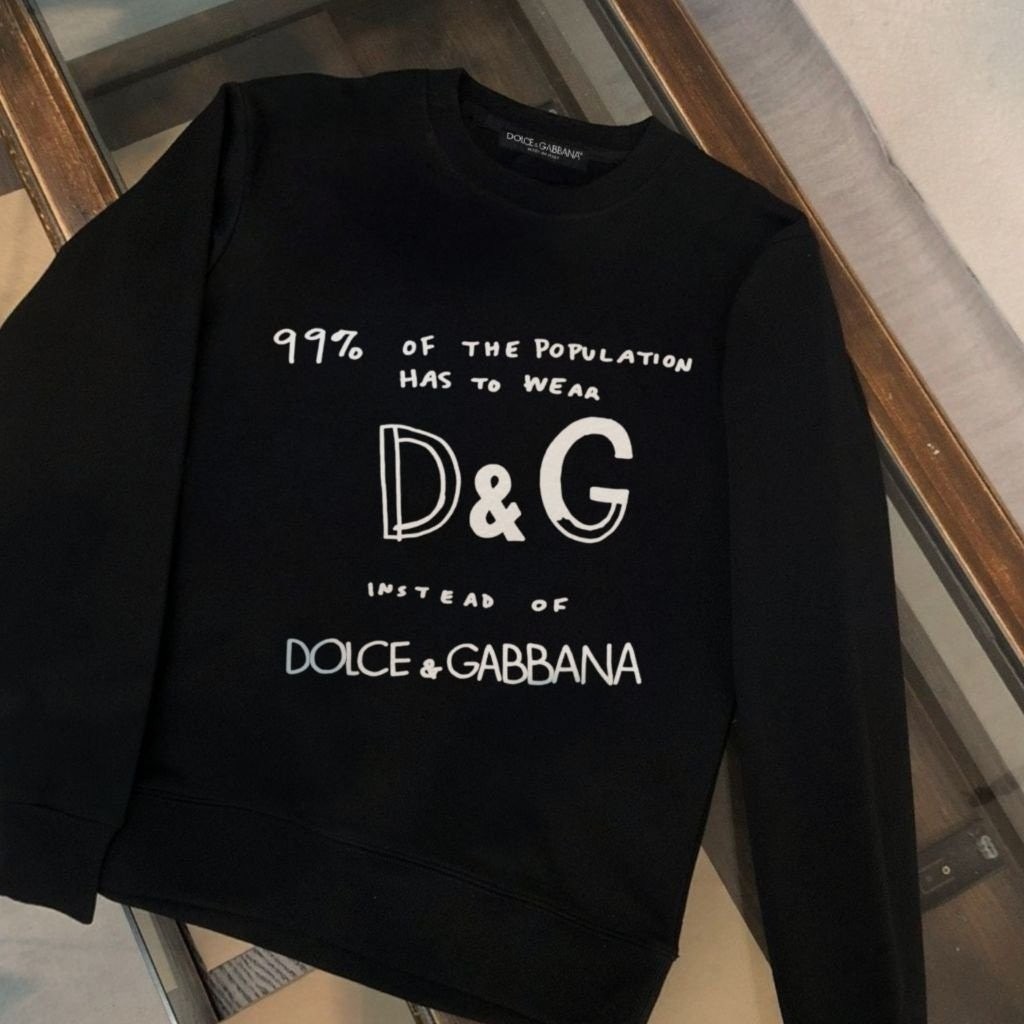 DOLCE & GABBANA
99% OF THE POPULATION
HAS TO WEAR
D&G
INSTEAD OF
DOLCE & GABBANA